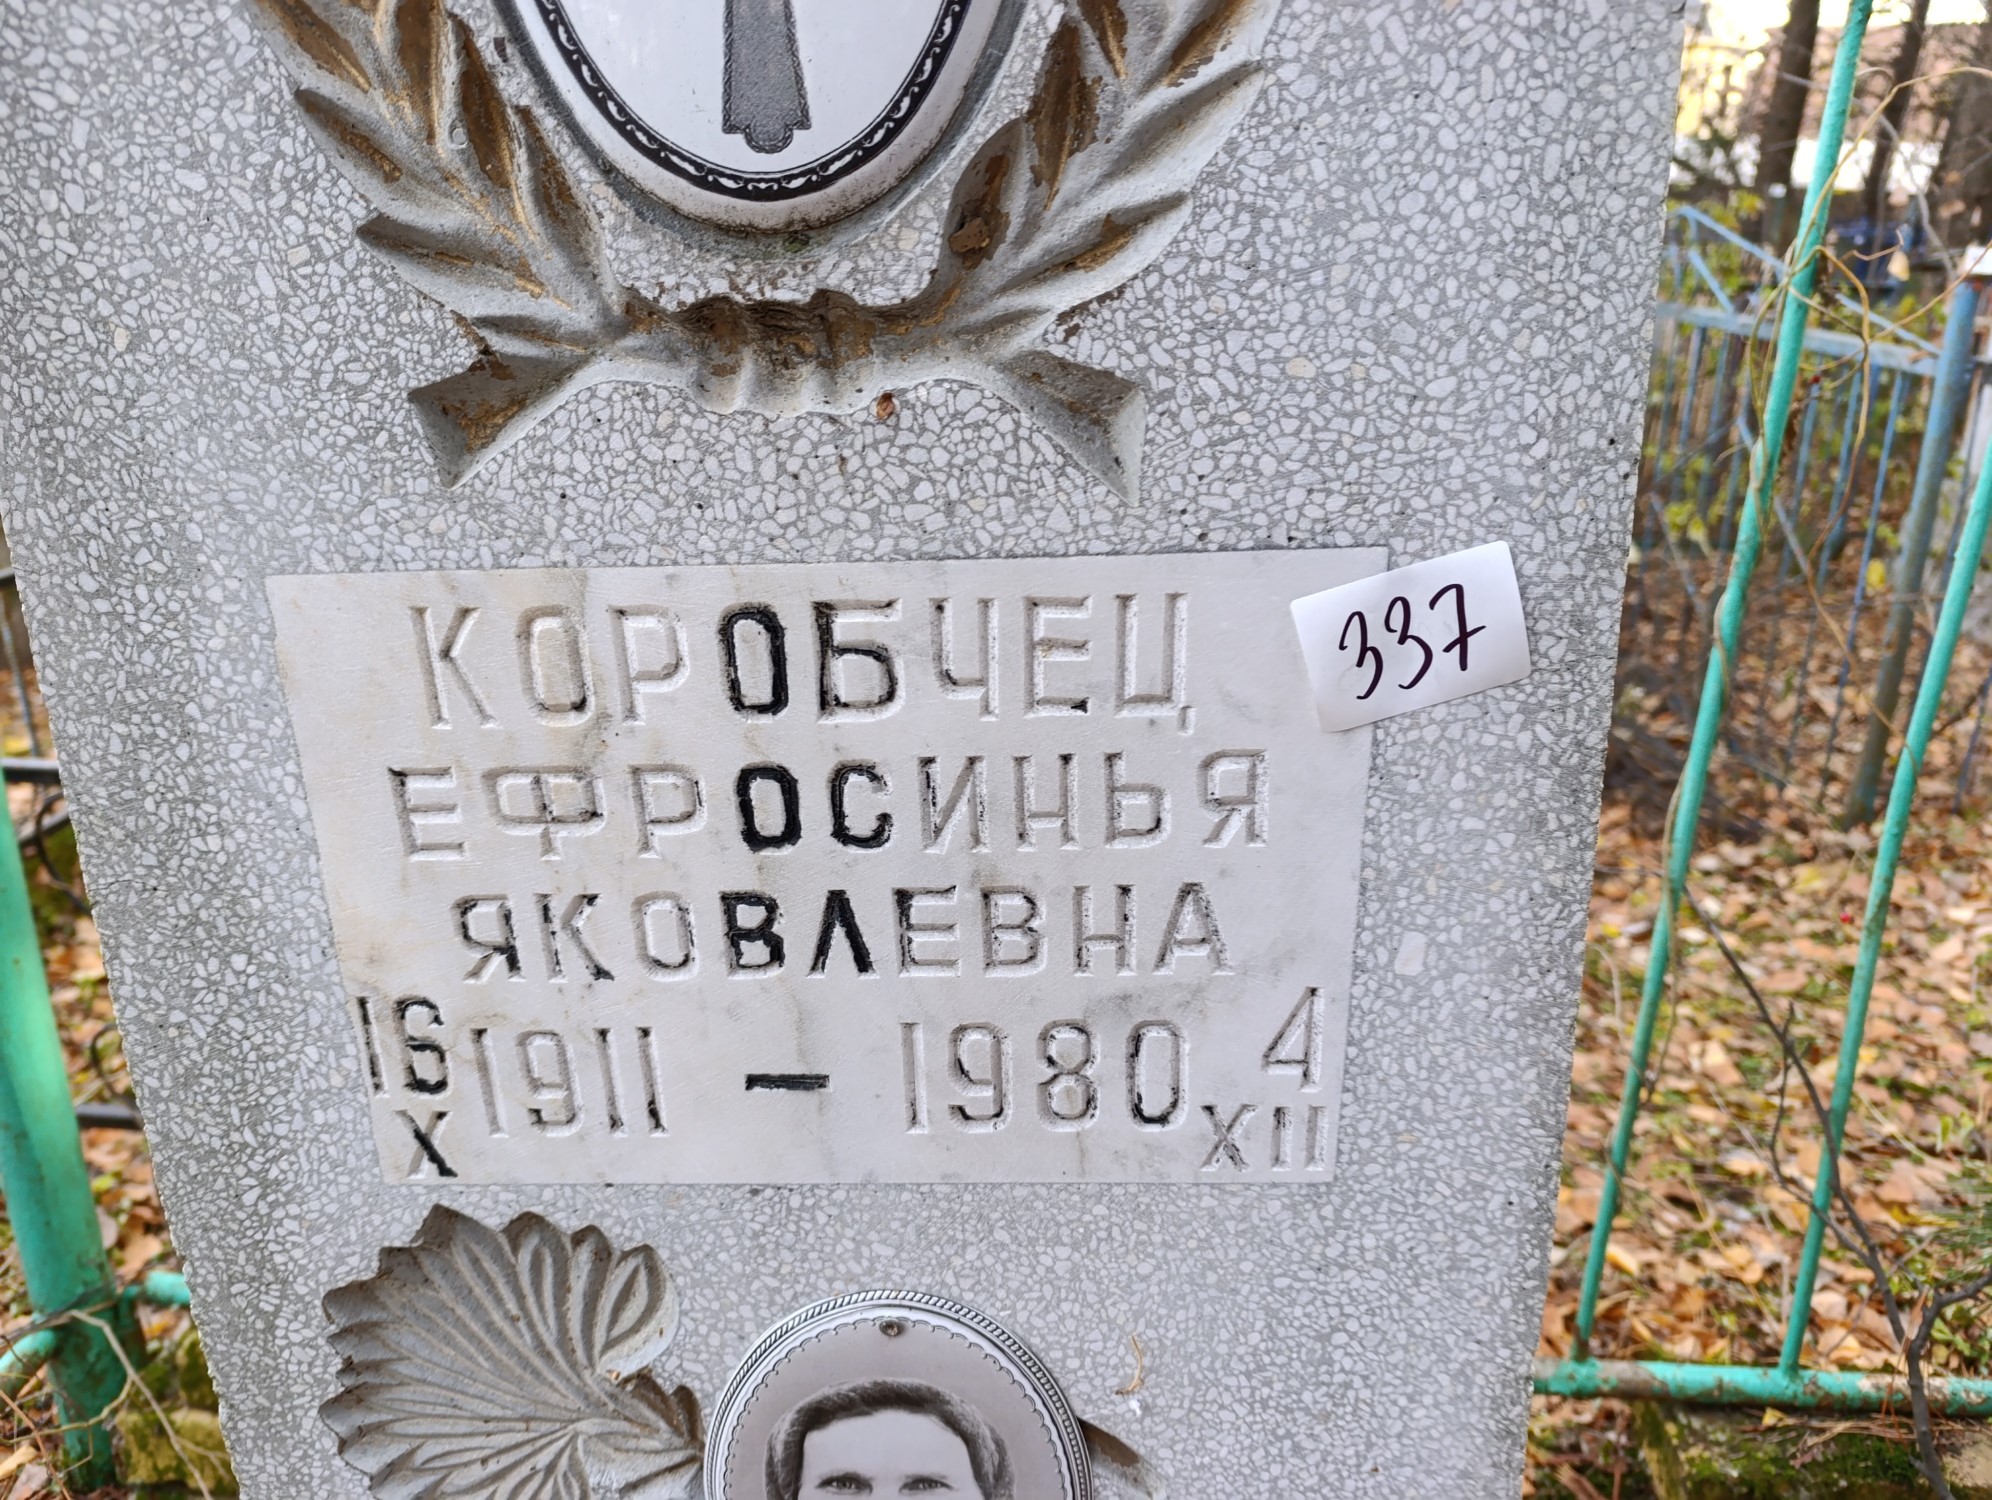 КОРОБЧЕЦ
337
ЕФРОСИНЬЯ
ЯКОВЛЕВНА
16 X 1911 — 1980 4 XII